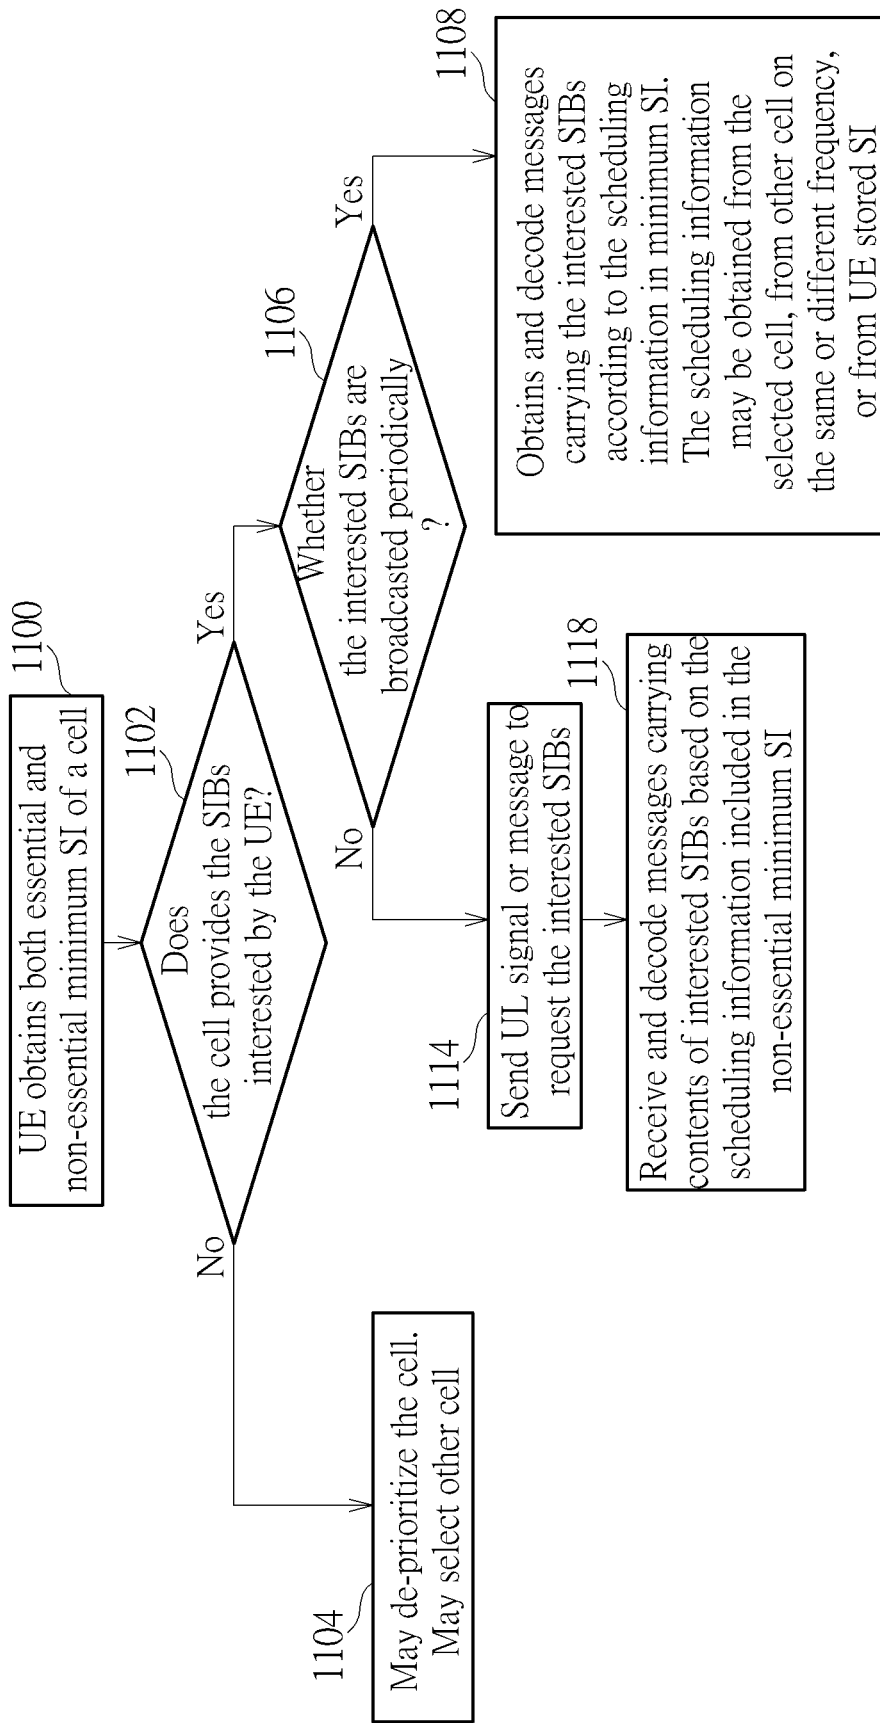 1100
UE obtains both essential and
non-essential minimum SI of a cell
1102
Does
the cell provides the SIBs
interested by the UE?
No
Yes
1104
May de-prioritize the cell.
May select other cell
1106
Whether
the interested SIBs are
broadcasted periodically
?
No
Yes
1114
Send UL signal or message to
request the interested SIBs
1118
Receive and decode messages carrying
contents of interested SIBs based on the
scheduling information included in the
non-essential minimum SI
1108
Obtains and decode messages
carrying the interested SIBs
according to the scheduling
information in minimum SI.
The scheduling information
may be obtained from the
selected cell, from other cell on
the same or different frequency,
or from UE stored SI